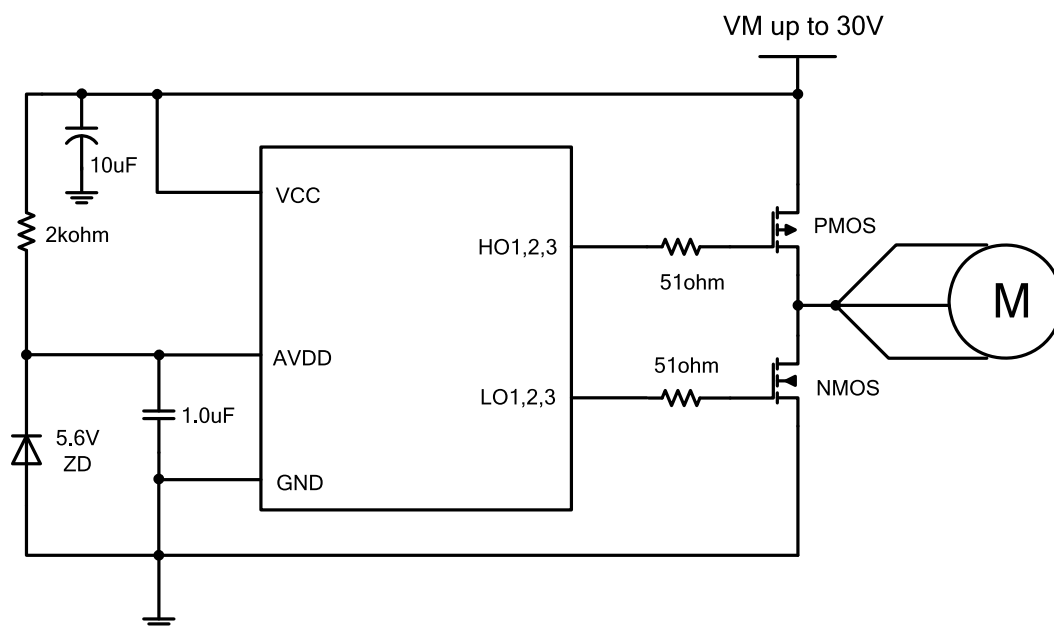 VM up to 30V
10uF
VCC
2kohm
HO1,2,3
PMOS
51ohm
M
AVDD
51ohm
1.0uF
LO1,2,3
NMOS
5.6V
ZD
GND